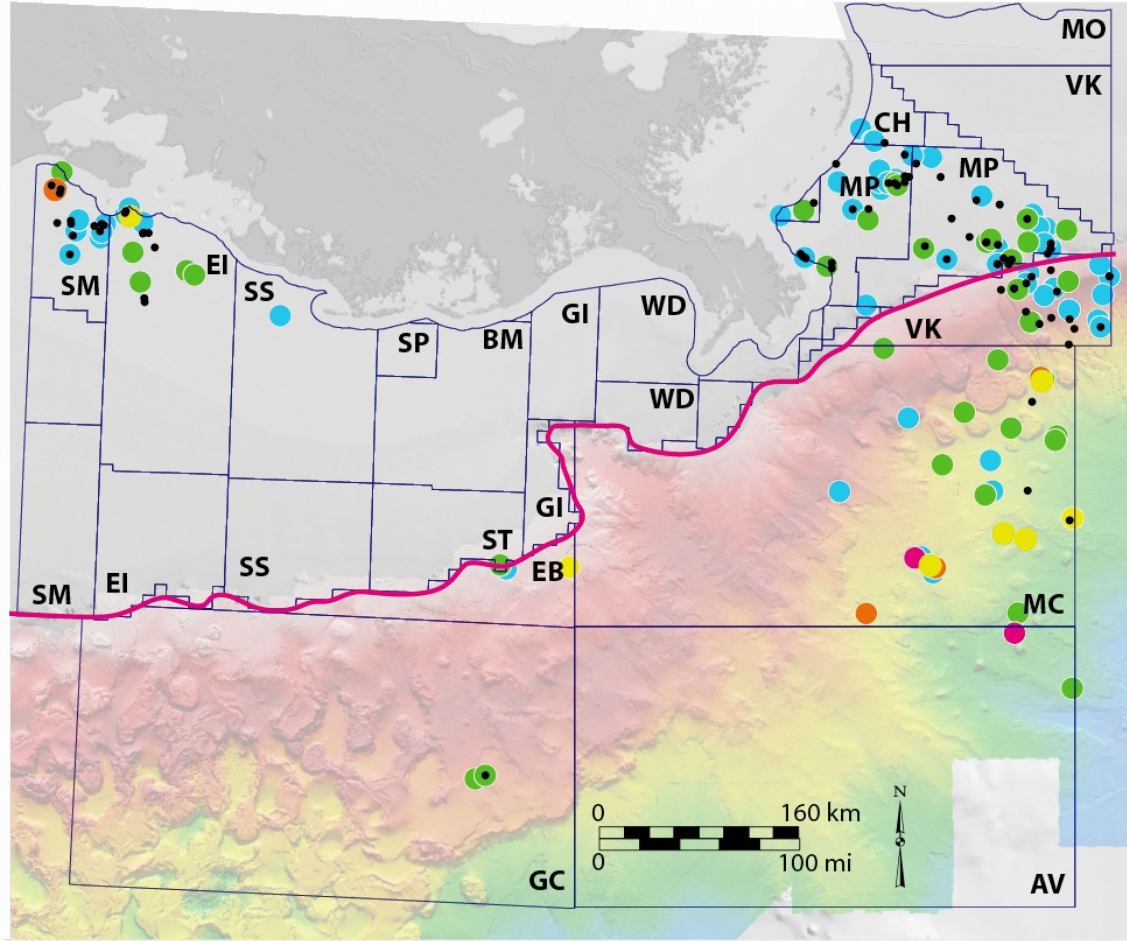 MO
VK
CH
MP
MP
EI
SM
SS
WD
GI
SP
BM
VK
WD
GI
ST
EB
SS
EI
SM
MC
N
0
160 km
0
100 mi
GC
AV